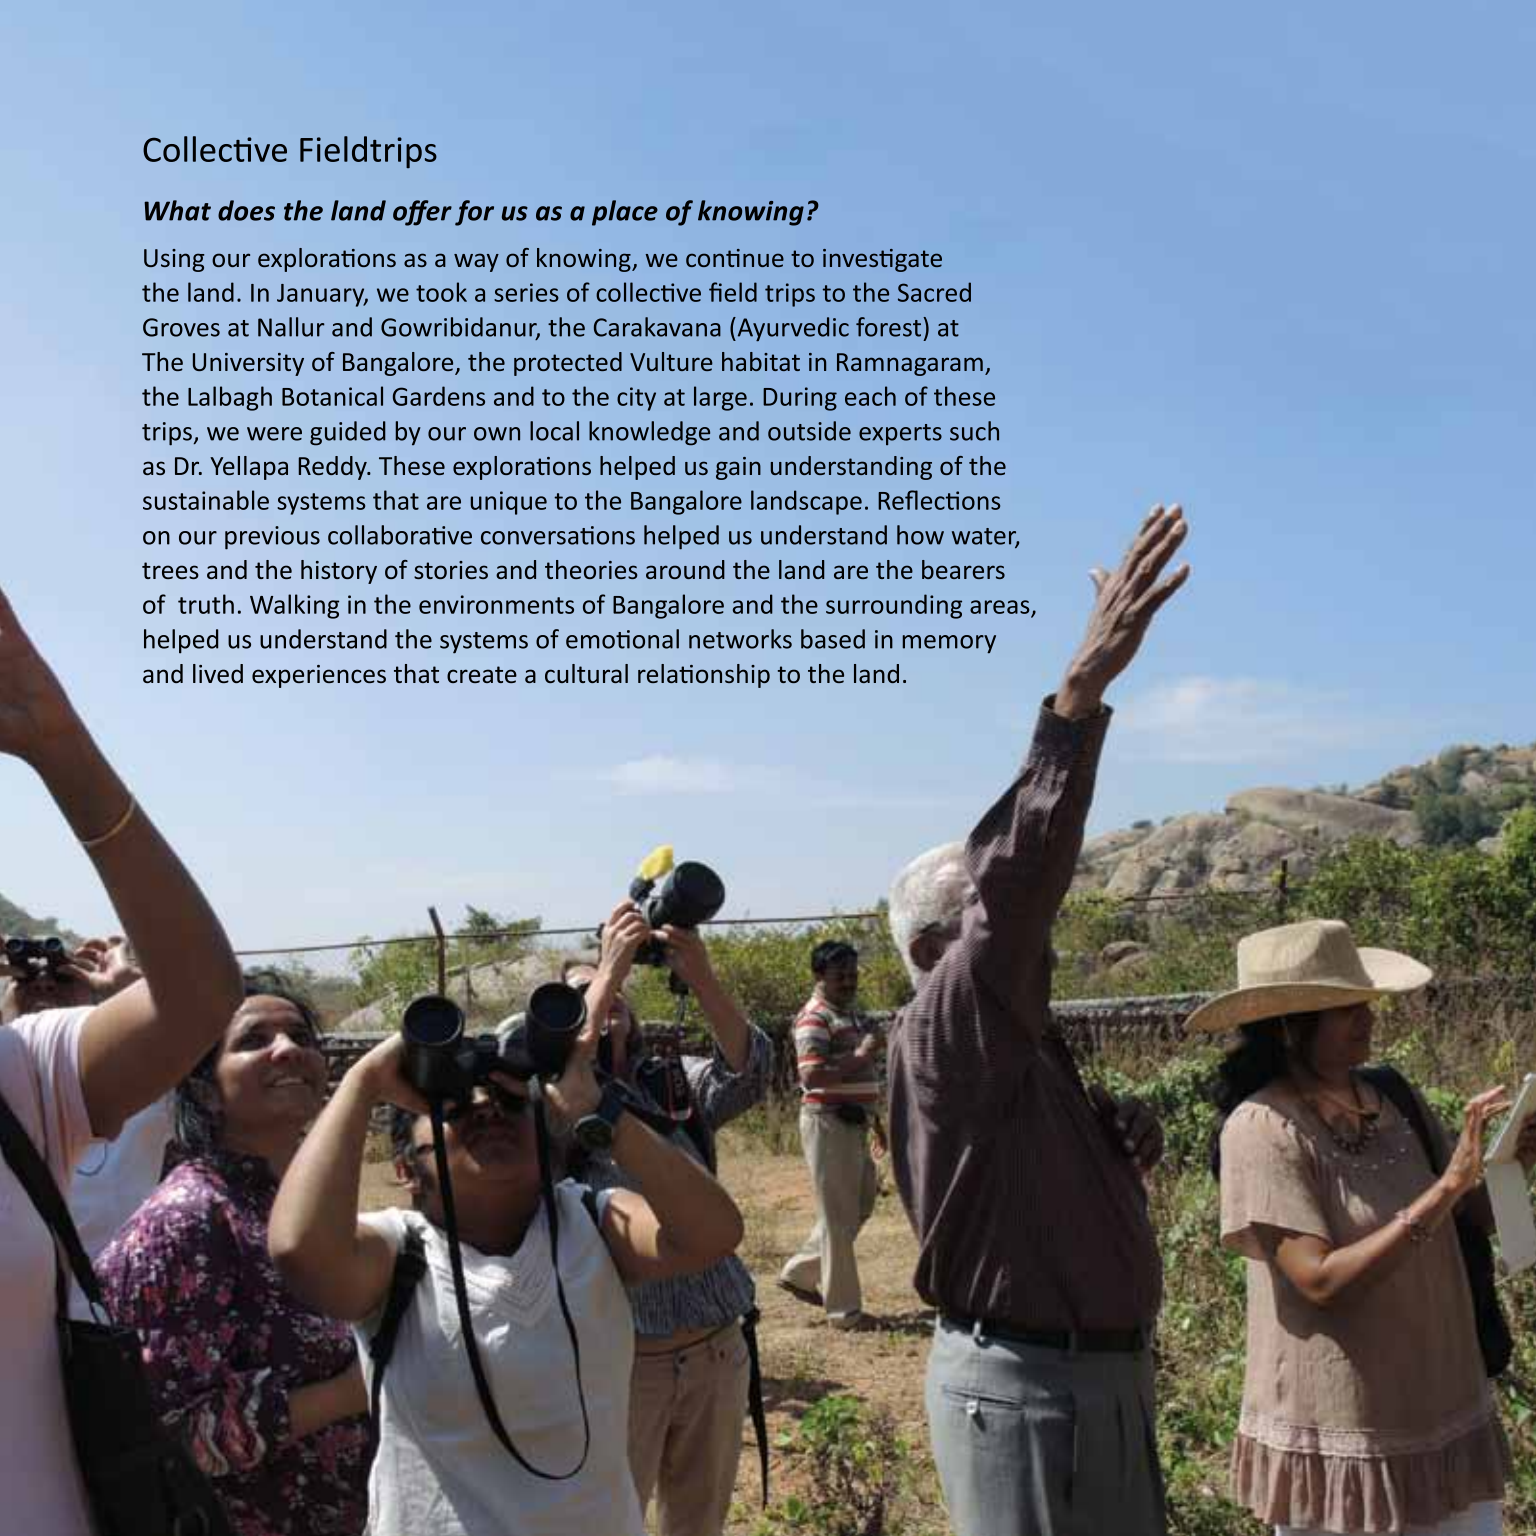 Collective Fieldtrips
What does the land offer for us as a place of knowing?
Using our explorations as a way of knowing, we continue to investigate
the land. In January, we took a series of collective field trips to the Sacred
Groves at Nallur and Gowribidanur, the Carakavana (Ayurvedic forest) at
The University of Bangalore, the protected Vulture habitat in Ramnagaram,
the Lalbagh Botanical Gardens and to the city at large. During each of these
trips, we were guided by our own local knowledge and outside experts such
as Dr. Yellapa Reddy. These explorations helped us gain understanding of the
sustainable systems that are unique to the Bangalore landscape. Reflections
on our previous collaborative conversations helped us understand how water,
trees and the history of stories and theories around the land are the bearers
of  truth. Walking in the environments of Bangalore and the surrounding areas,
helped us understand the systems of emotional networks based in memory
and lived experiences that create a cultural relationship to the land.